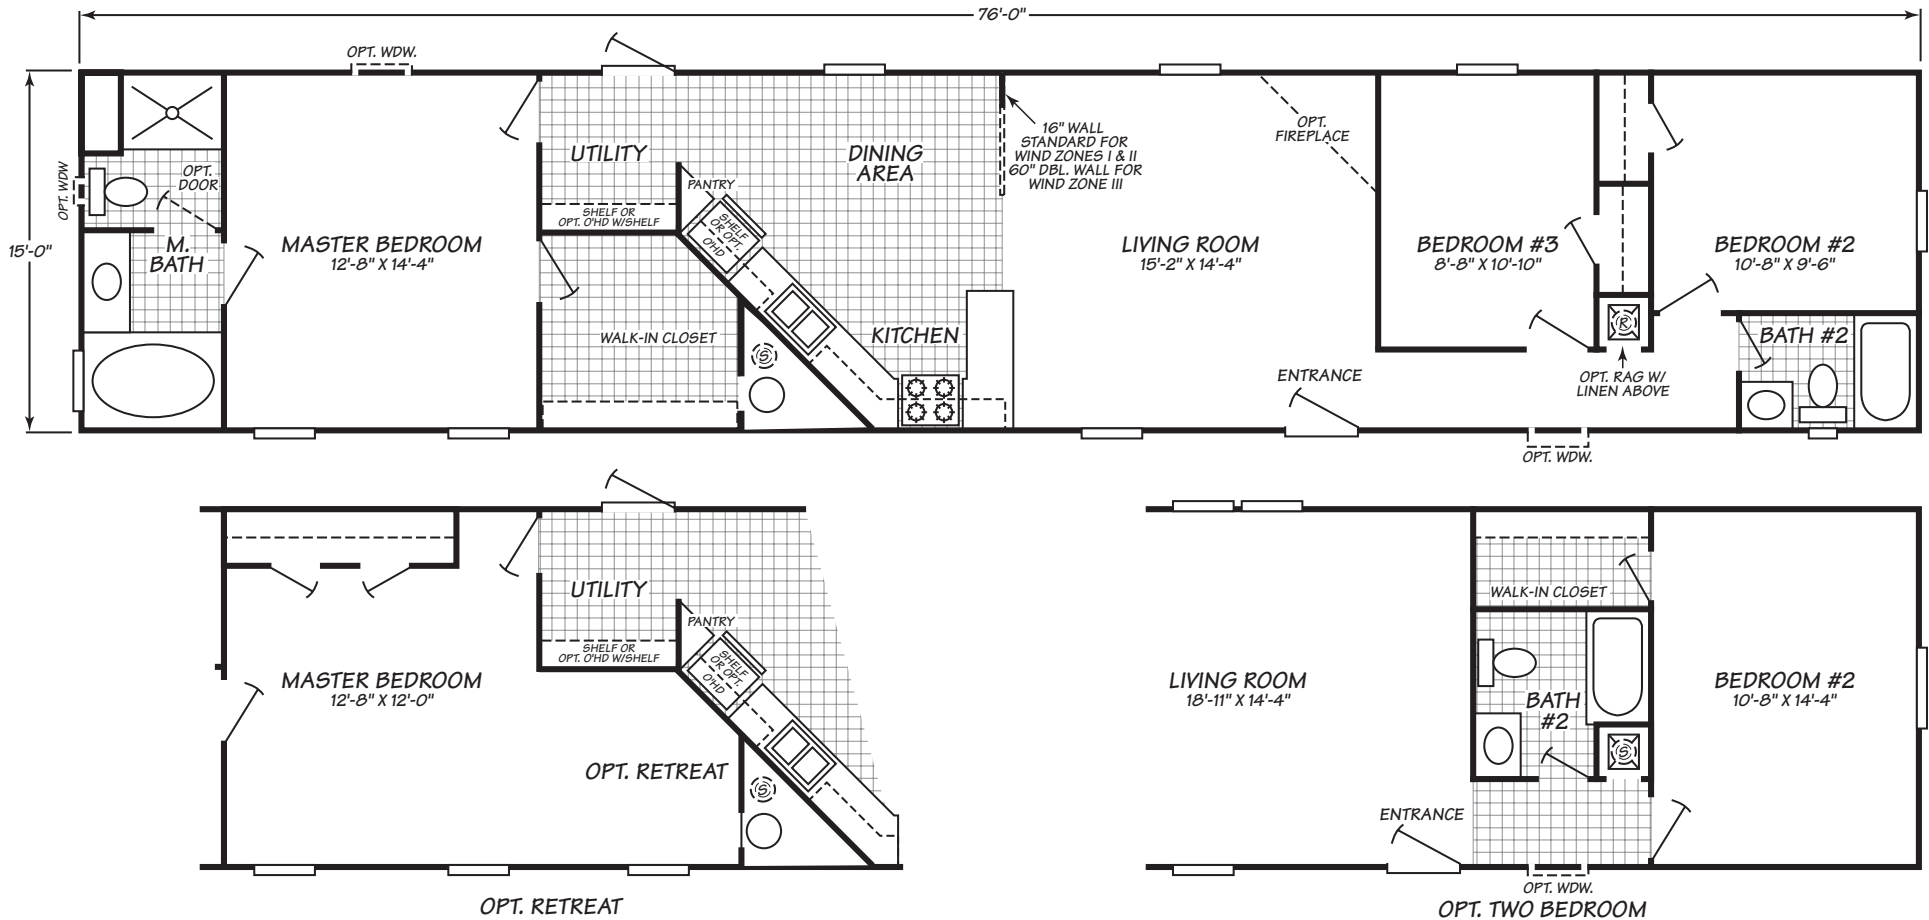 76'-0"
OPT. WDW.
15'-0"
OPT. WDW
OPT.
DOOR
M.
BATH
MASTER BEDROOM
12'-8" X 14'-4"
UTILITY
SHELF OR
OPT. O'HD W/SHELF
PANTRY
SHELF
OR OPT.
O'HD
WALK-IN CLOSET
S
DINING
AREA
KITCHEN
16" WALL
STANDARD FOR
WIND ZONES I & II
60" DBL. WALL FOR
WIND ZONE III
OPT.
FIREPLACE
LIVING ROOM
15'-2" X 14'-4"
ENTRANCE
BEDROOM #3
8'-8" X 10'-10"
R
OPT. RAG W/
LINEN ABOVE
BEDROOM #2
10'-8" X 9'-6"
BATH #2
OPT. WDW.
MASTER BEDROOM
12'-8" X 12'-0"
UTILITY
SHELF OR
OPT. O'HD W/SHELF
PANTRY
SHELF
OR OPT.
O'HD
OPT. RETREAT
S
OPT. RETREAT
LIVING ROOM
18'-11" X 14'-4"
ENTRANCE
WALK-IN CLOSET
BATH
#2
S
BEDROOM #2
10'-8" X 14'-4"
OPT. WDW.
OPT. TWO BEDROOM